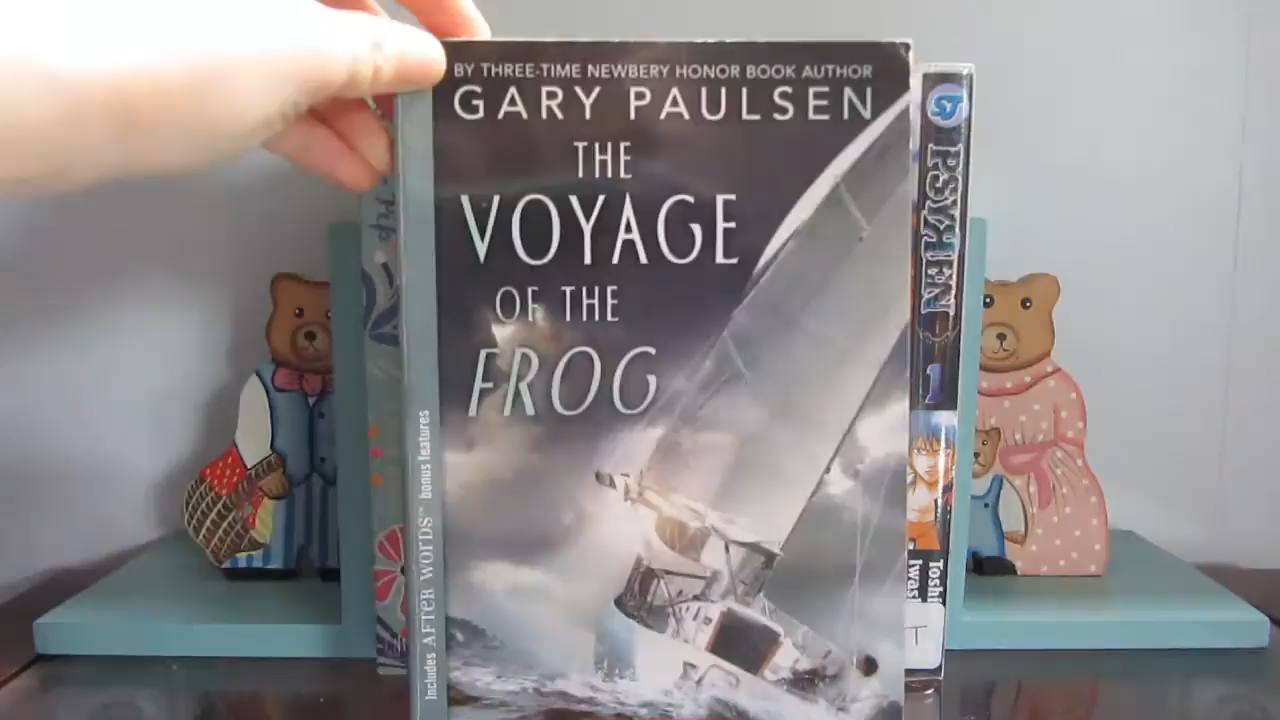 BY THREE-TIME NEWBERY HONOR BOOK AUTHOR
GARY PAULSEN
THE
VOYAGE
OF THE
FROG
Includes AFTER WORDS™ bonus features
PSYREN
1
Toshi
Iwas
T